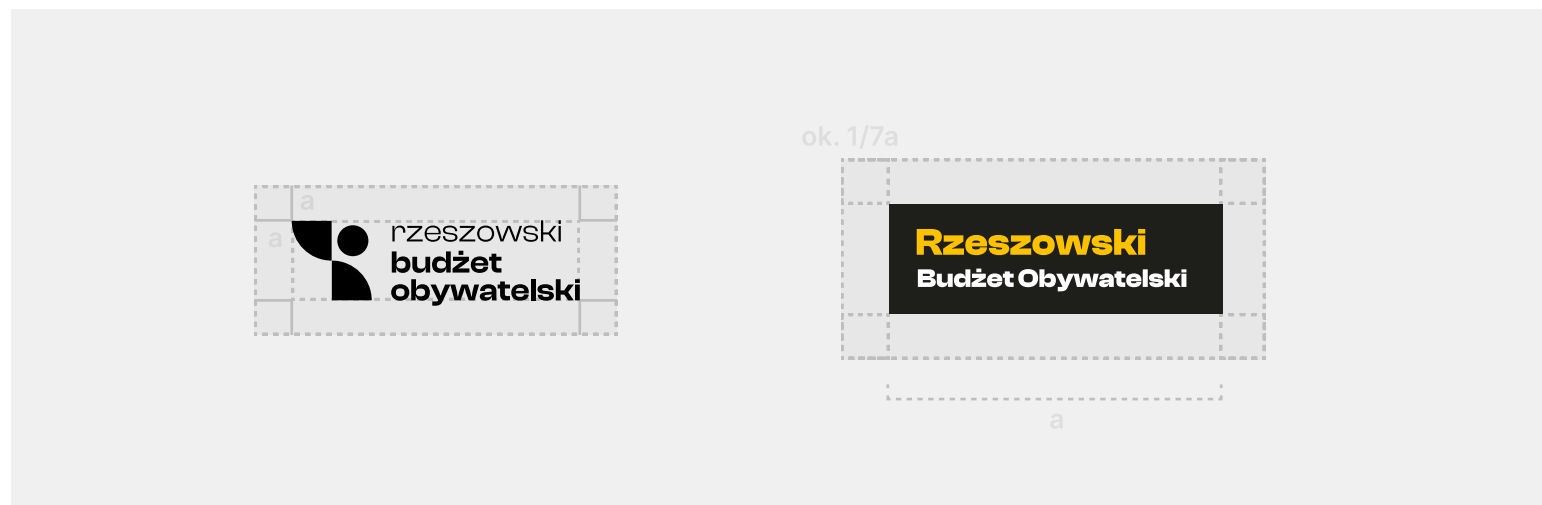 a
a
rzeszowski
budżet
obywatelski
ok. 1/7a
Rzeszowski
Budżet Obywatelski
a